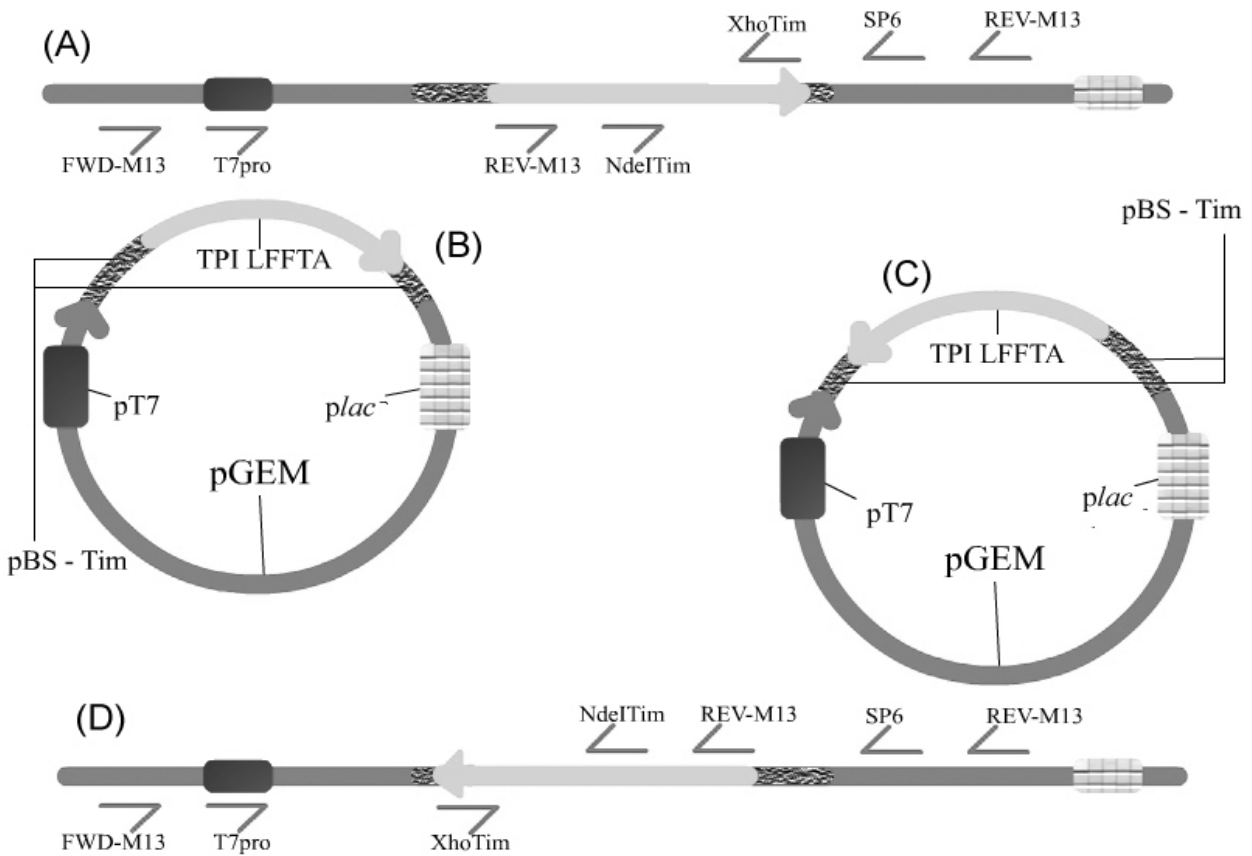 (A)
XhoTim
SP6
REV-M13
FWD-M13
T7pro
REV-M13
NdeITim
(B)
TPI LFFTA
pT7
plac
pGEM
pBS - Tim
pBS - Tim
(C)
TPI LFFTA
pT7
plac
pGEM
(D)
NdeITim
REV-M13
SP6
REV-M13
FWD-M13
T7pro
XhoTim